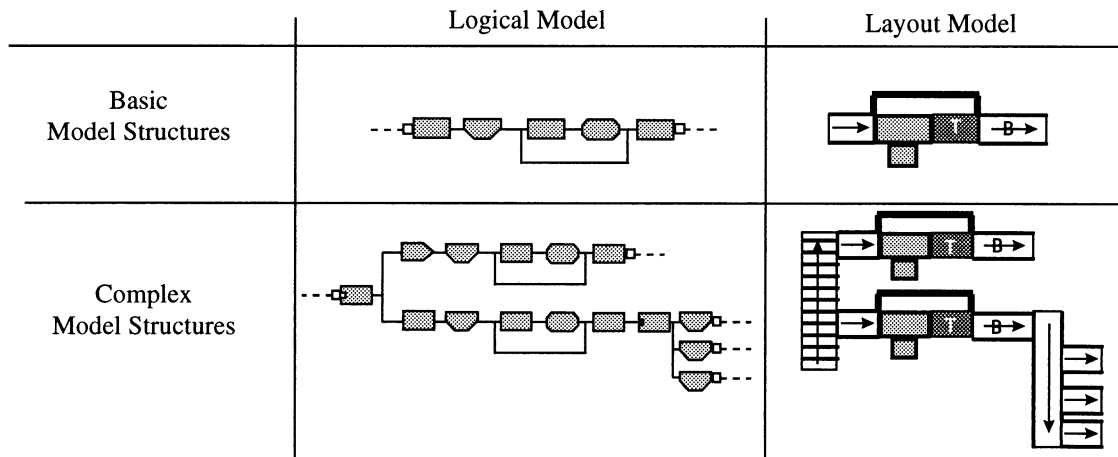 Logical Model
Layout Model
Basic
Model Structures
T
B
Complex
Model Structures
T
B
T
B